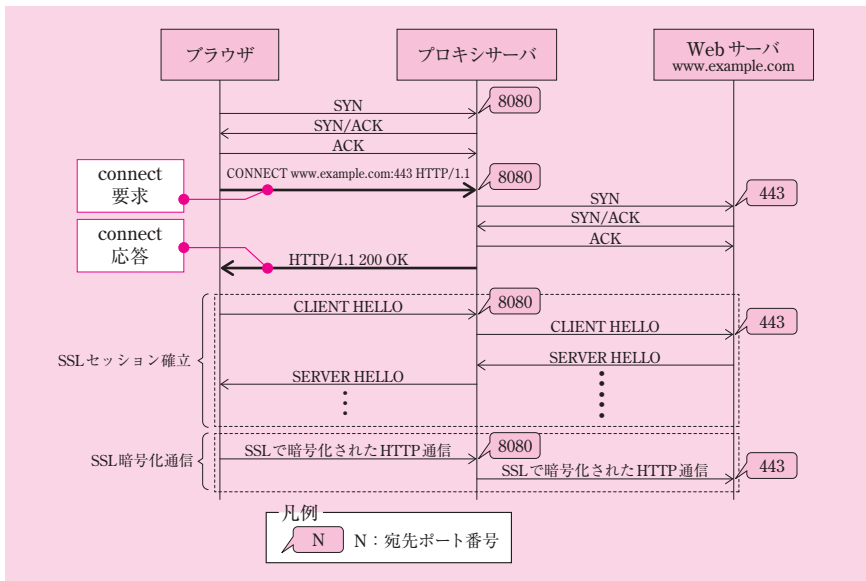 ブラウザ
プロキシサーバ
Web サーバ
www.example.com
SYN
8080
SYN/ACK
ACK
connect
要求
CONNECT www.example.com:443 HTTP/1.1
8080
SYN
443
SYN/ACK
connect
応答
ACK
HTTP/1.1 200 OK
CLIENT HELLO
8080
CLIENT HELLO
443
SSLセッション確立
SERVER HELLO
SERVER HELLO
SSL暗号化通信
SSLで暗号化されたHTTP通信
8080
SSLで暗号化されたHTTP通信
443
凡例
N
N：宛先ポート番号